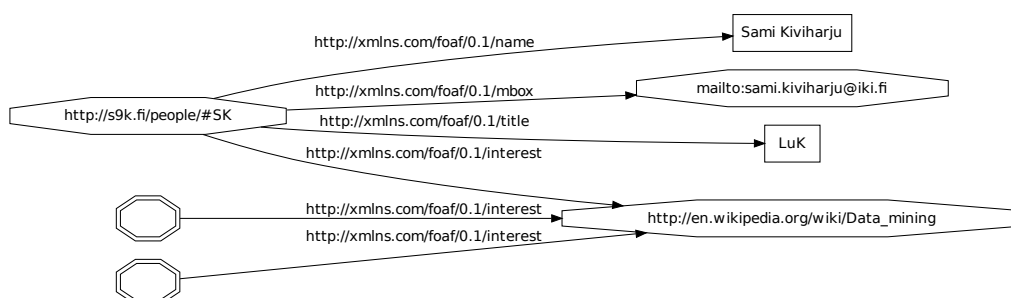 Sami Kiviharju
http://xmlns.com/foaf/0.1/name
http://xmlns.com/foaf/0.1/mbox
mailto:sami.kiviharju@iki.fi
http://s9k.fi/people/#SK
http://xmlns.com/foaf/0.1/title
LuK
http://xmlns.com/foaf/0.1/interest
http://xmlns.com/foaf/0.1/interest
http://en.wikipedia.org/wiki/Data_mining
http://xmlns.com/foaf/0.1/interest